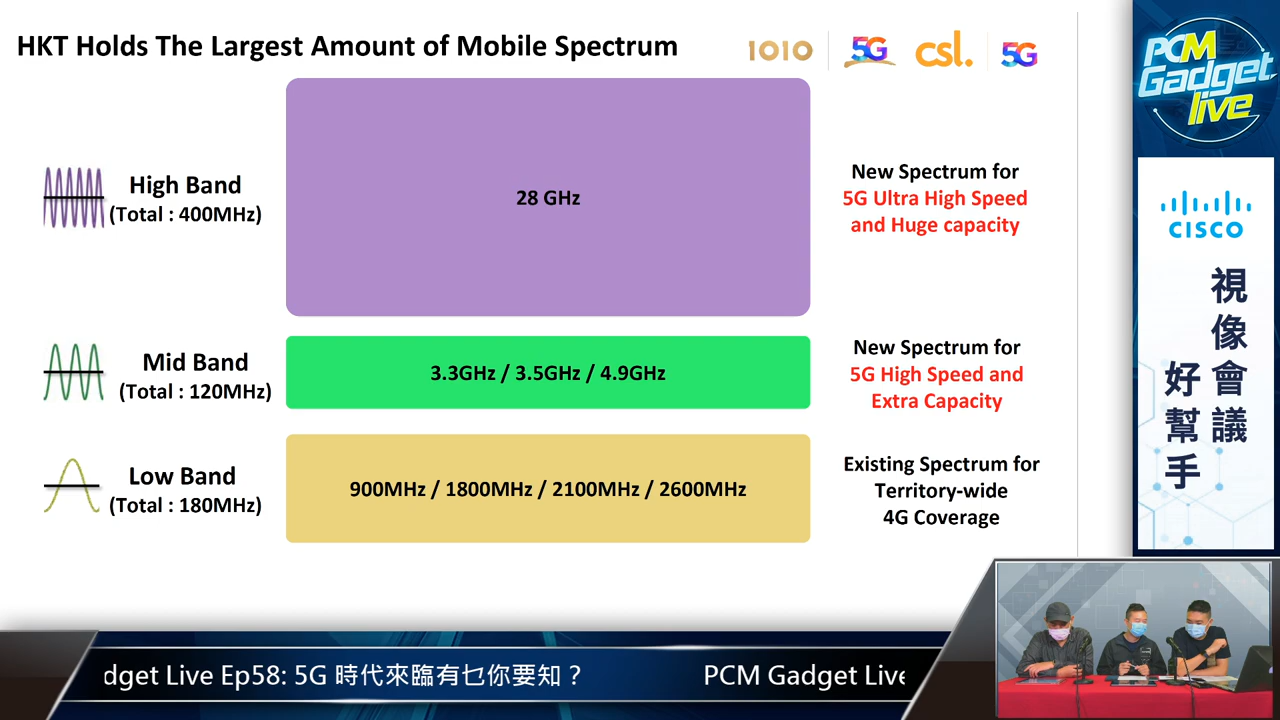 HKT Holds The Largest Amount of Mobile Spectrum
1O1O
5G
csl.
5G
High Band
(Total : 400MHz)
28 GHz
New Spectrum for
5G Ultra High Speed
and Huge capacity
Mid Band
(Total : 120MHz)
3.3GHz / 3.5GHz / 4.9GHz
New Spectrum for
5G High Speed and
Extra Capacity
Low Band
(Total : 180MHz)
900MHz / 1800MHz / 2100MHz / 2600MHz
Existing Spectrum for
Territory-wide
4G Coverage
PCM
Gadget
live
CISCO
視像會議
好幫手
dget Live Ep58: 5G 時代來臨有乜你要知？
PCM Gadget Live